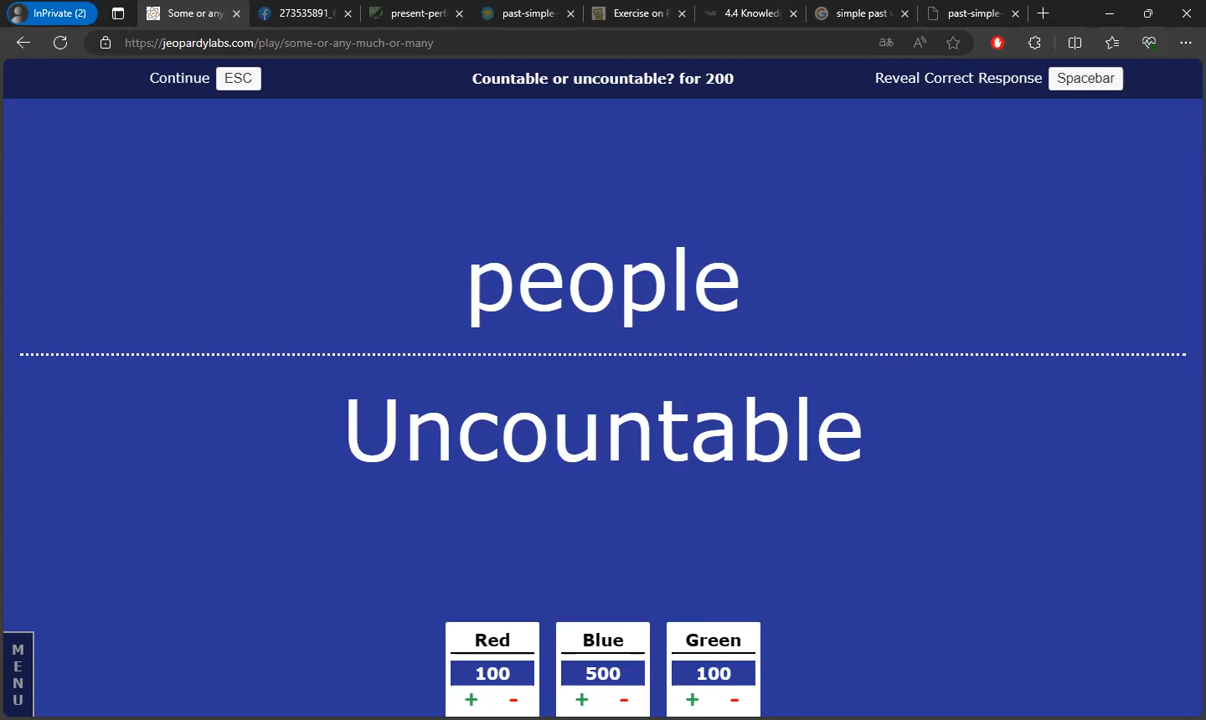 InPrivate (2)
Some or any
273535891_6
present-perf
past-simple-
Exercise on P
4.4 Knowled
simple past v
past-simple-
https://jeopardylabs.com/play/some-or-any-much-or-many
Continue ESC
Countable or uncountable? for 200
Reveal Correct Response Spacebar
people
Uncountable
MENU
Red Blue Green
100 500 100
+ - + - + -